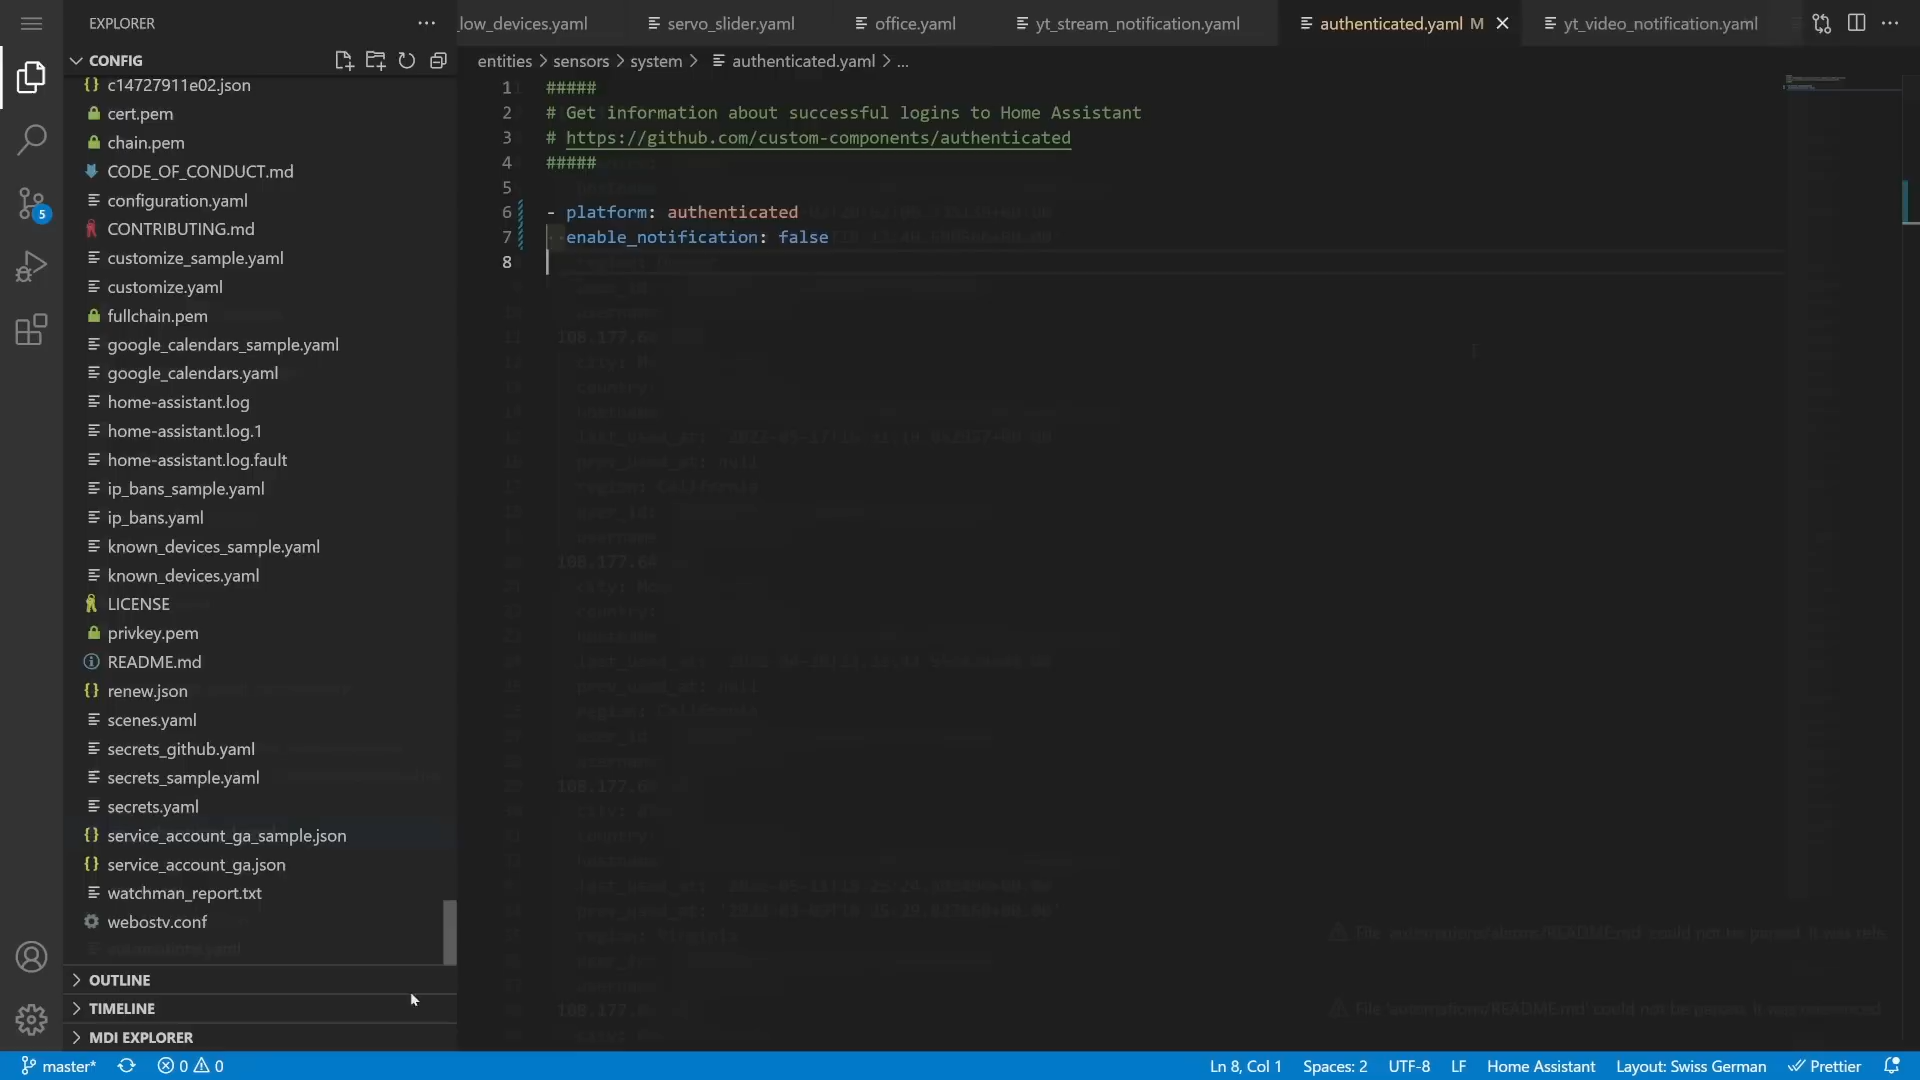 EXPLORER
low_devices.yaml
servo_slider.yaml
office.yaml
yt_stream_notification.yaml
authenticated.yaml M
yt_video_notification.yaml
CONFIG
entities > sensors > system > authenticated.yaml > ...
c14727911e02.json
cert.pem
chain.pem
CODE_OF_CONDUCT.md
configuration.yaml
CONTRIBUTING.md
customize_sample.yaml
customize.yaml
fullchain.pem
google_calendars_sample.yaml
google_calendars.yaml
home-assistant.log
home-assistant.log.1
home-assistant.log.fault
ip_bans_sample.yaml
ip_bans.yaml
known_devices_sample.yaml
known_devices.yaml
LICENSE
privkey.pem
README.md
renew.json
scenes.yaml
secrets_github.yaml
secrets_sample.yaml
secrets.yaml
service_account_ga_sample.json
service_account_ga.json
watchman_report.txt
webostv.conf
OUTLINE
TIMELINE
MDI EXPLORER
1 #####
2 # Get information about successful logins to Home Assistant
3 # https://github.com/custom-components/authenticated
4 #####
5
6 - platform: authenticated
7 enable_notification: false
8
5
master*
0 0
Ln 8, Col 1
Spaces: 2
UTF-8
LF
Home Assistant
Layout: Swiss German
Prettier